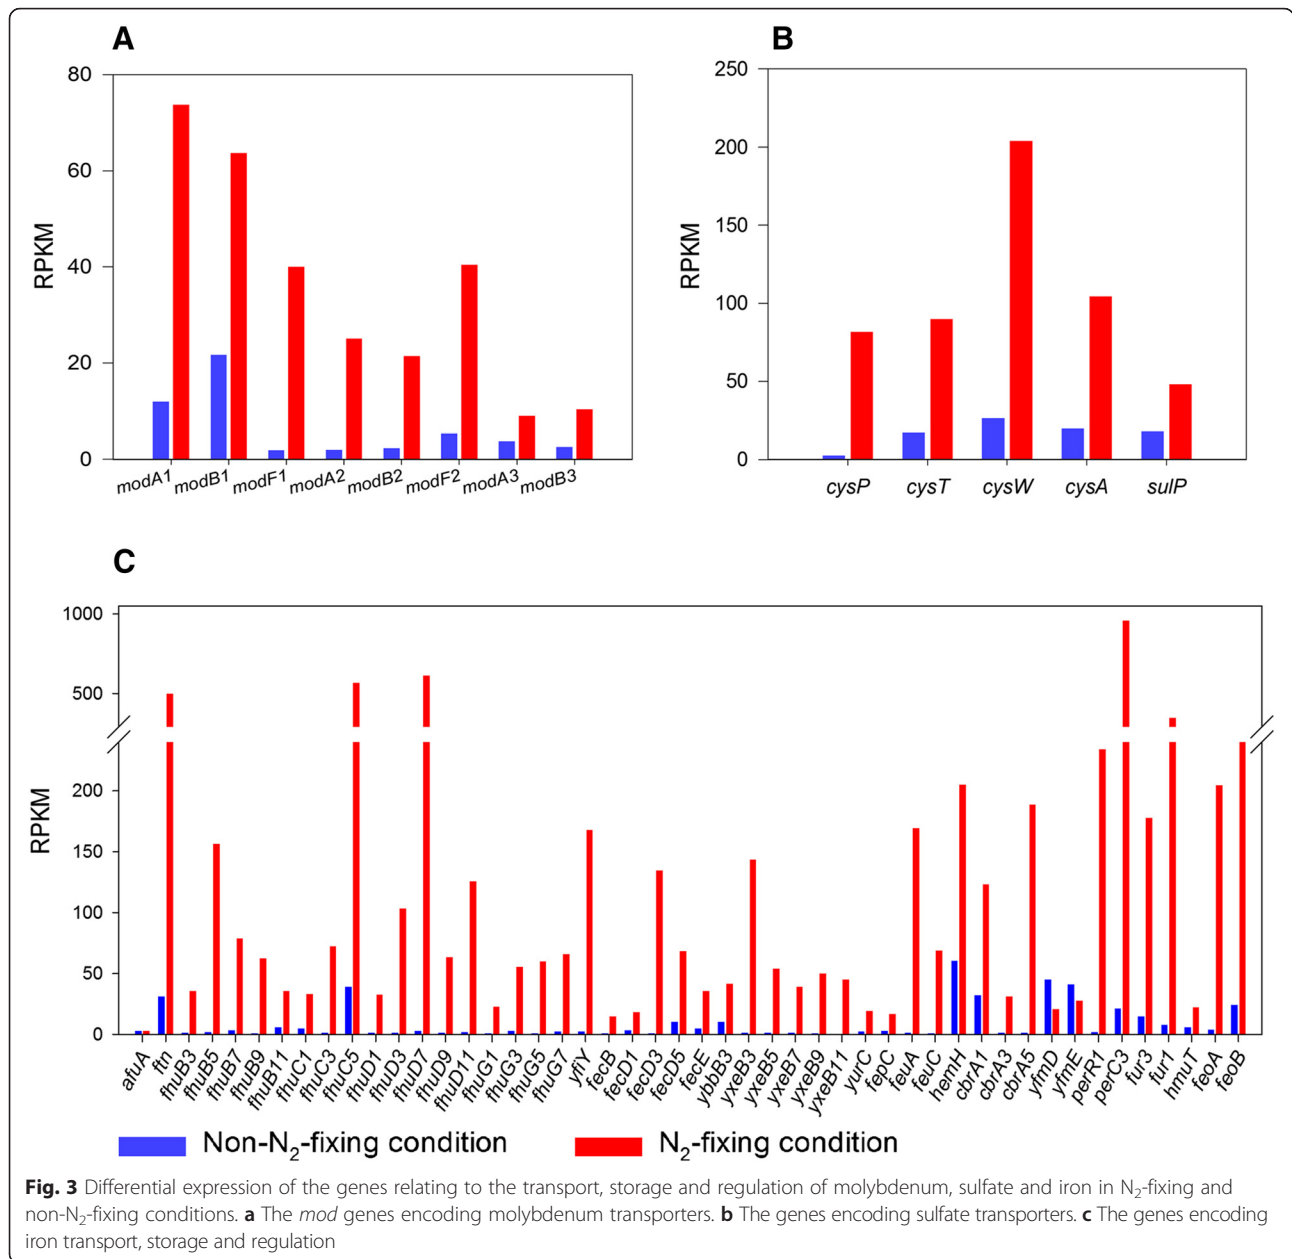 A
80
60
40
20
0
RPKM
modA1 modB1 modF1 modA2 modB2 modF2 modA3 modB3
B
250
200
150
100
50
0
RPKM
cysP cysT cysW cysA sulP
C
1000
500
200
150
100
50
0
RPKM
afuA ftn fhuB3 fhuB5 fhuB7 fhuB9 fhuB11 fhuC1 fhuC3 fhuC5 fhuD1 fhuD3 fhuD7 fhuD9 fhuD11 fhuG1 fhuG3 fhuG5 fhuG7 yfiY fecB fecD1 fecD3 fecD5 fecE ybbB3 yxeB3 yxeB5 yxeB7 yxeB9 yxeB11 yurC fepC feuA feuC hemH cbrA1 cbrA3 cbrA5 yfmD yfmE perR1 perC3 fur3 fur1 hmuT feoA feoB
Non-N₂-fixing condition N₂-fixing condition
Fig. 3 Differential expression of the genes relating to the transport, storage and regulation of molybdenum, sulfate and iron in N₂-fixing and
non-N₂-fixing conditions. a The mod genes encoding molybdenum transporters. b The genes encoding sulfate transporters. c The genes encoding
iron transport, storage and regulation